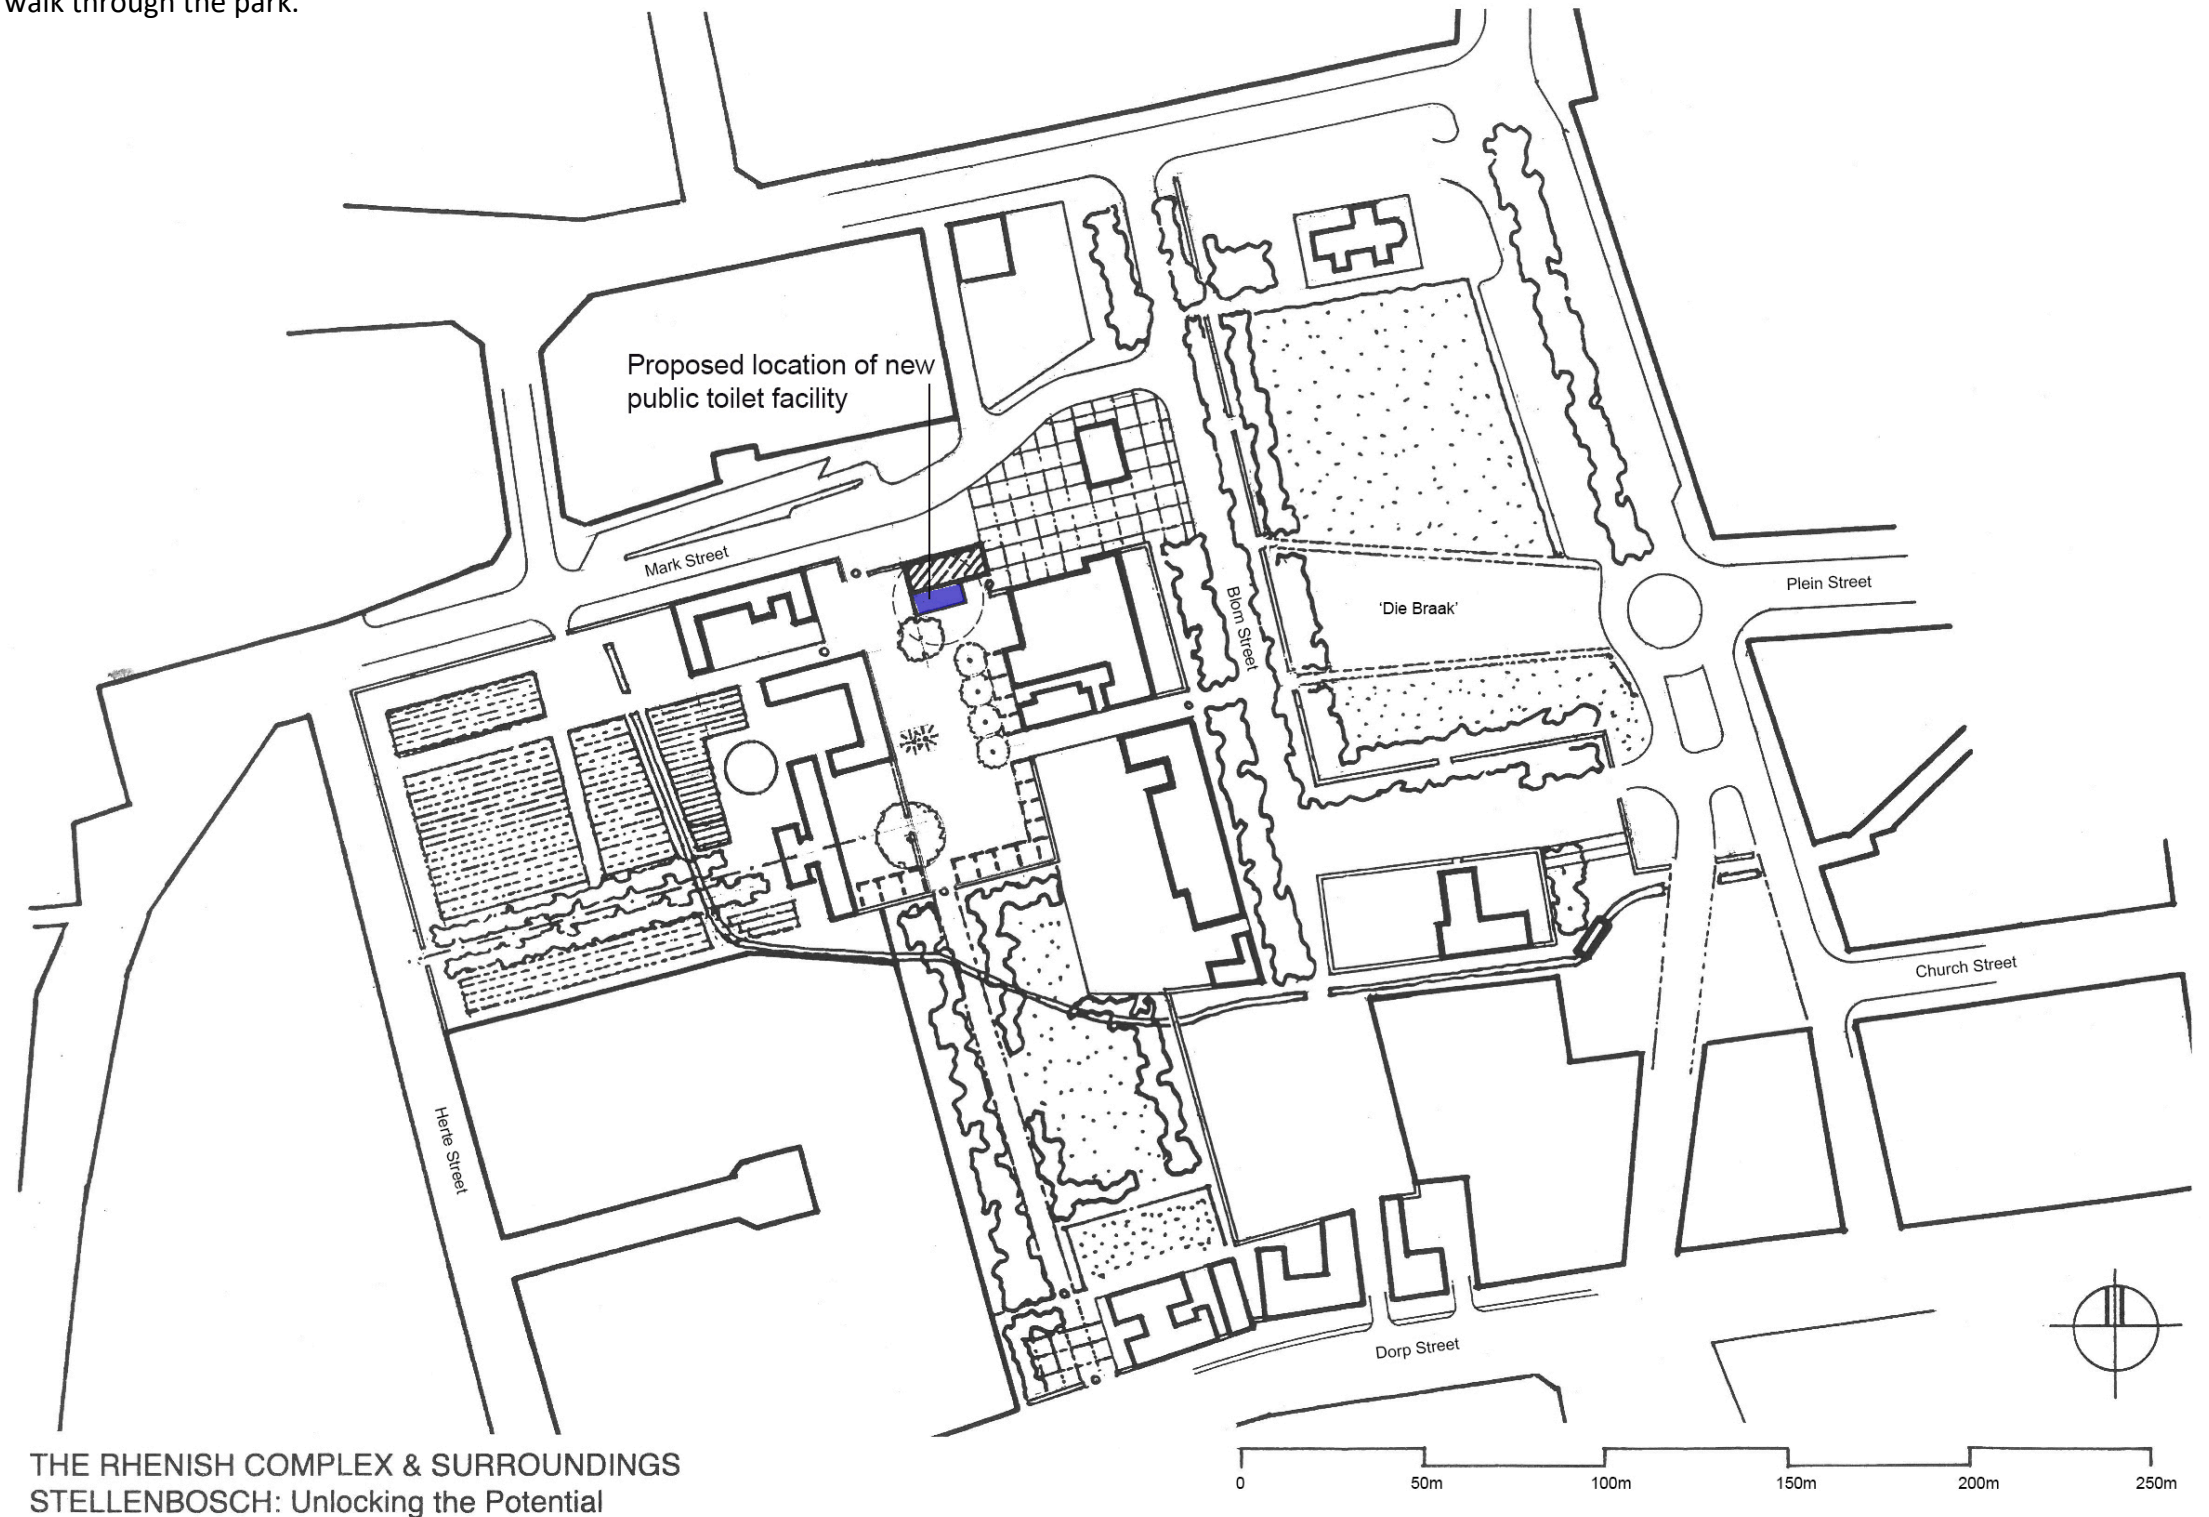 walk through the park.
Proposed location of new
public toilet facility
Mark Street
Plein Street
Blom Street
'Die Braak'
Church Street
Herte Street
Dorp Street
THE RHENISH COMPLEX & SURROUNDINGS
STELLENBOSCH: Unlocking the Potential
0 50m 100m 150m 200m 250m